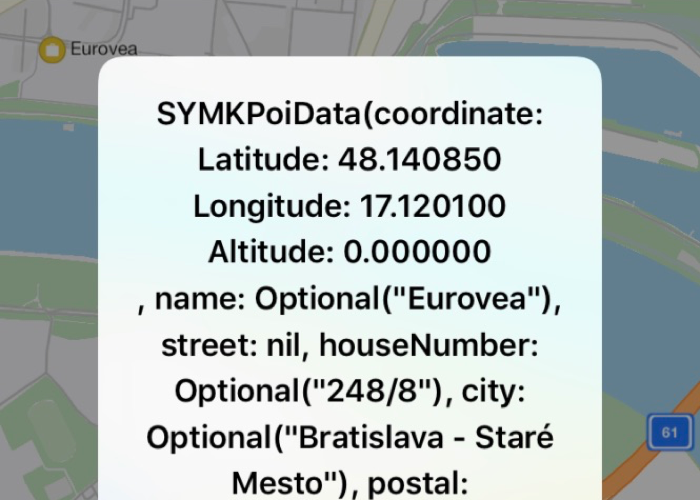 Eurovea
SYMKPoiData(coordinate:
Latitude: 48.140850
Longitude: 17.120100
Altitude: 0.000000
, name: Optional("Eurovea"),
street: nil, houseNumber:
Optional("248/8"), city:
Optional("Bratislava - Staré
Mesto"), postal:
61